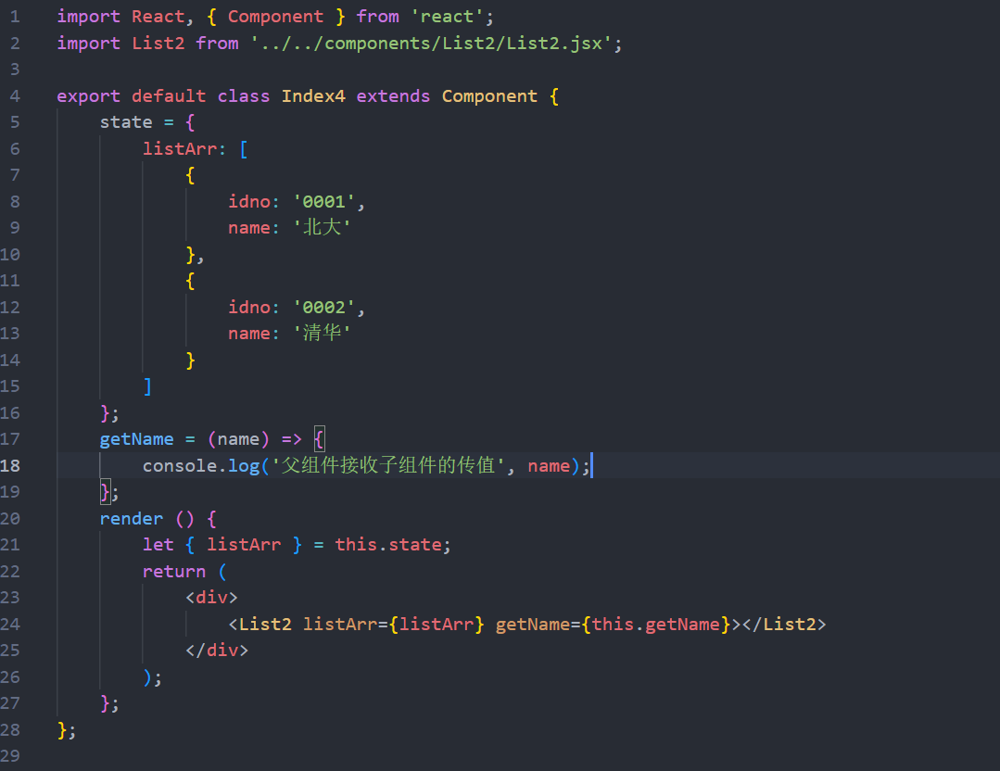 1 import React, { Component } from 'react';
2 import List2 from '../../components/List2/List2.jsx';
3
4 export default class Index4 extends Component {
5     state = {
6         listArr: [
7             {
8                 idno: '0001',
9                 name: '北大'
10             },
11             {
12                 idno: '0002',
13                 name: '清华'
14             }
15         ]
16     };
17     getName = (name) => {
18         console.log('父组件接收子组件的传值', name);
19     };
20     render () {
21         let { listArr } = this.state;
22         return (
23             <div>
24                 <List2 listArr={listArr} getName={this.getName}></List2>
25             </div>
26         );
27     };
28 };
29